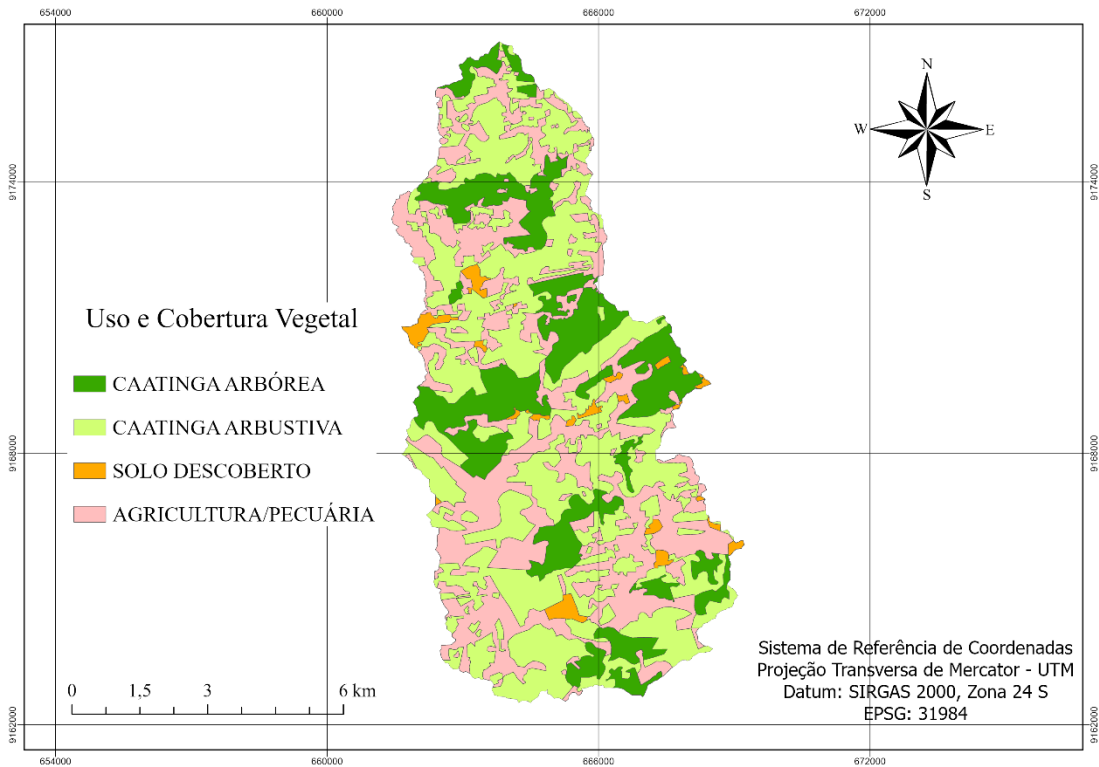 654000 660000 666000 672000
N
W E
S
9174000 9174000
Uso e Cobertura Vegetal
CAATINGA ARBÓREA
CAATINGA ARBUSTIVA
SOLO DESCOBERTO
AGRICULTURA/PECUÁRIA
9168000 9168000
Sistema de Referência de Coordenadas
Projeção Transversa de Mercator - UTM
Datum: SIRGAS 2000, Zona 24 S
EPSG: 31984
0 1,5 3 6 km
9162000 9162000
654000 660000 666000 672000